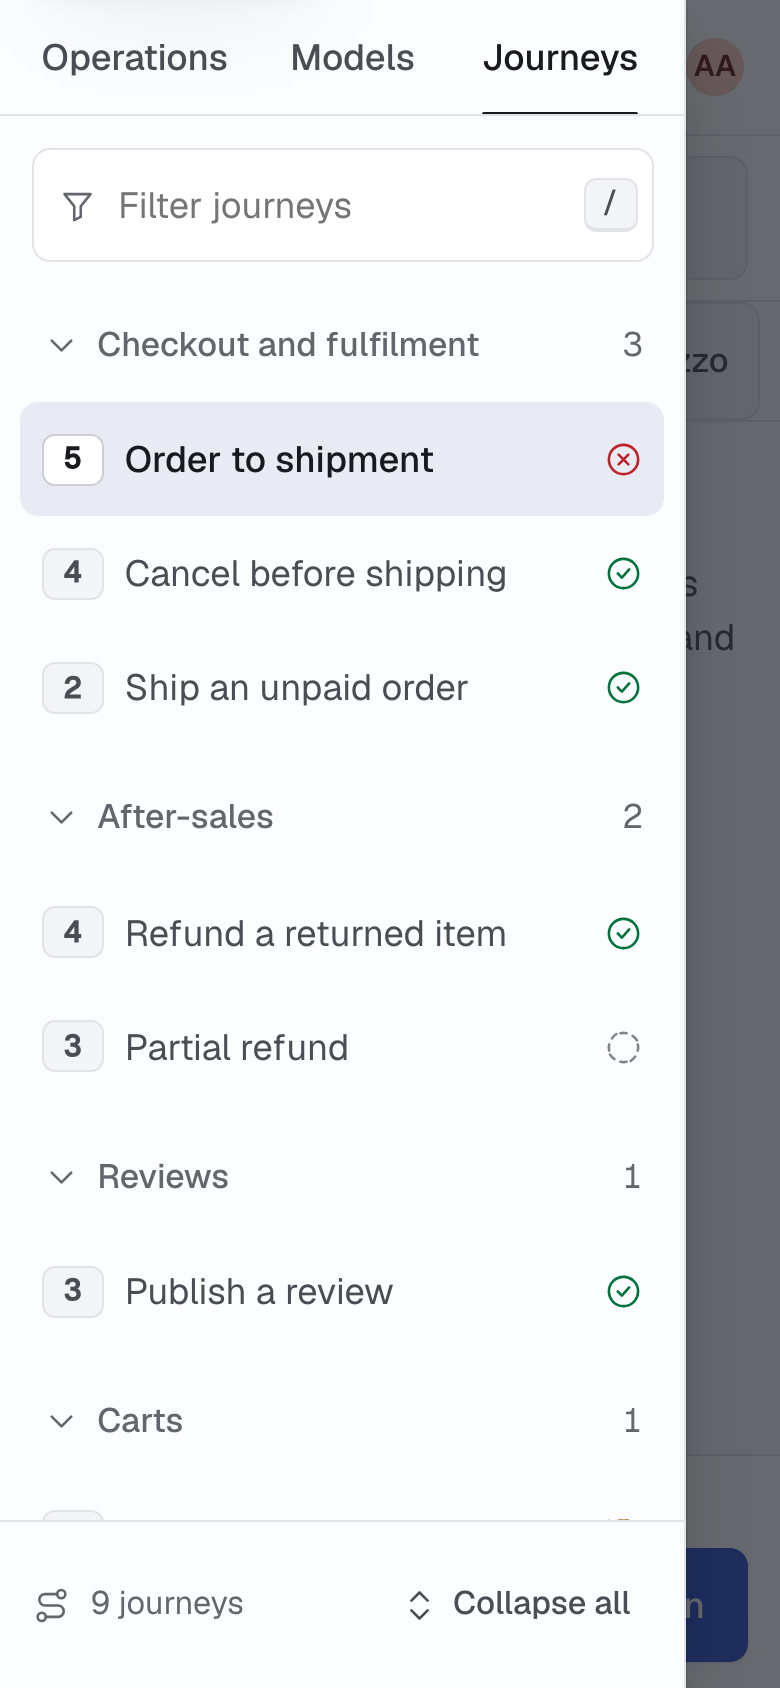 Operations Models Journeys
AA
Filter journeys /
Checkout and fulfilment 3
zzo
5 Order to shipment
4 Cancel before shipping
s
and
2 Ship an unpaid order
After-sales 2
4 Refund a returned item
3 Partial refund
Reviews 1
3 Publish a review
Carts 1
9 journeys Collapse all
n